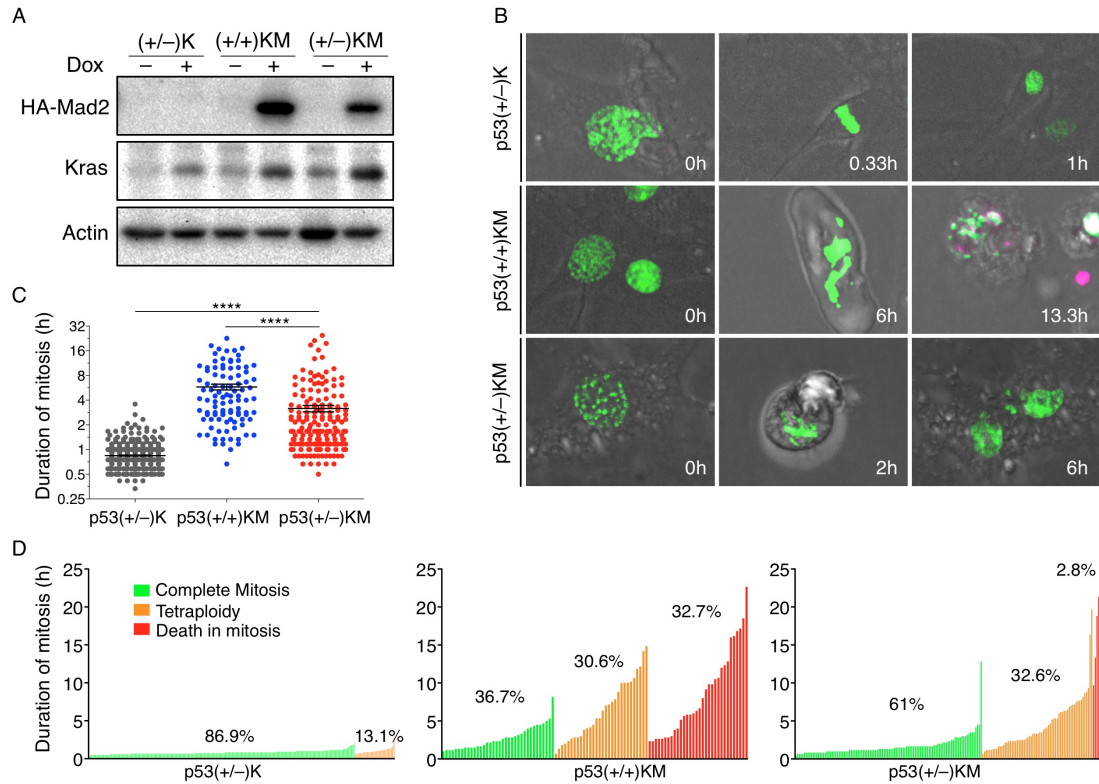 A
(+/–)K (+/+)KM (+/–)KM
Dox – + – + – +
HA-Mad2
Kras
Actin
B
p53(+/–)K
0h
0.33h
1h
p53(+/+)KM
0h
6h
13.3h
p53(+/–)KM
0h
2h
6h
C
Duration of mitosis (h)
32
16
8
4
2
1
0.5
0.25
****
****
p53(+/–)K p53(+/+)KM p53(+/–)KM
D
Duration of mitosis (h)
25
20
15
10
5
0
Complete Mitosis
Tetraploidy
Death in mitosis
86.9%
13.1%
p53(+/–)K
25
20
15
10
5
0
36.7%
30.6%
32.7%
p53(+/+)KM
25
20
15
10
5
0
61%
32.6%
2.8%
p53(+/–)KM